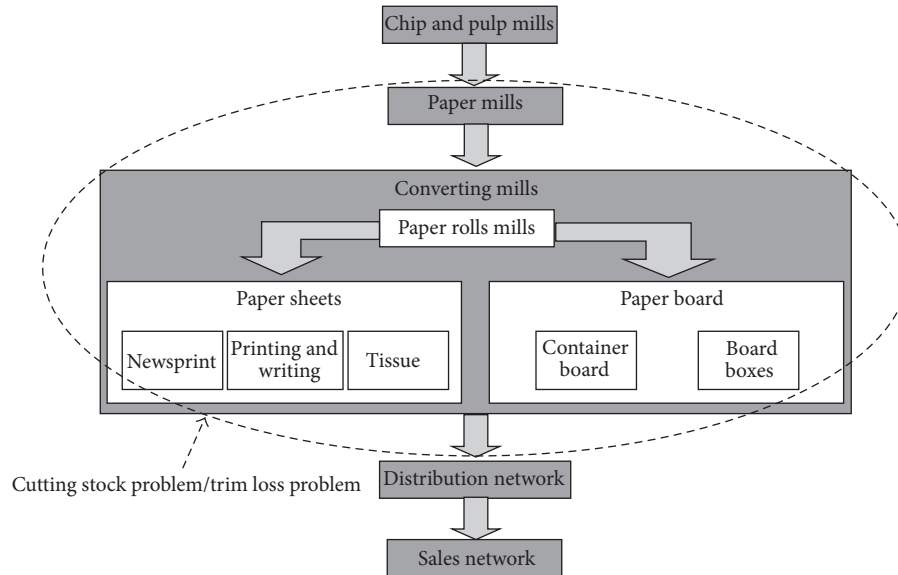 Chip and pulp mills
Paper mills
Converting mills
Paper rolls mills
Paper sheets
Paper board
Newsprint
Printing and
writing
Tissue
Container
board
Board
boxes
Cutting stock problem/trim loss problem
Distribution network
Sales network